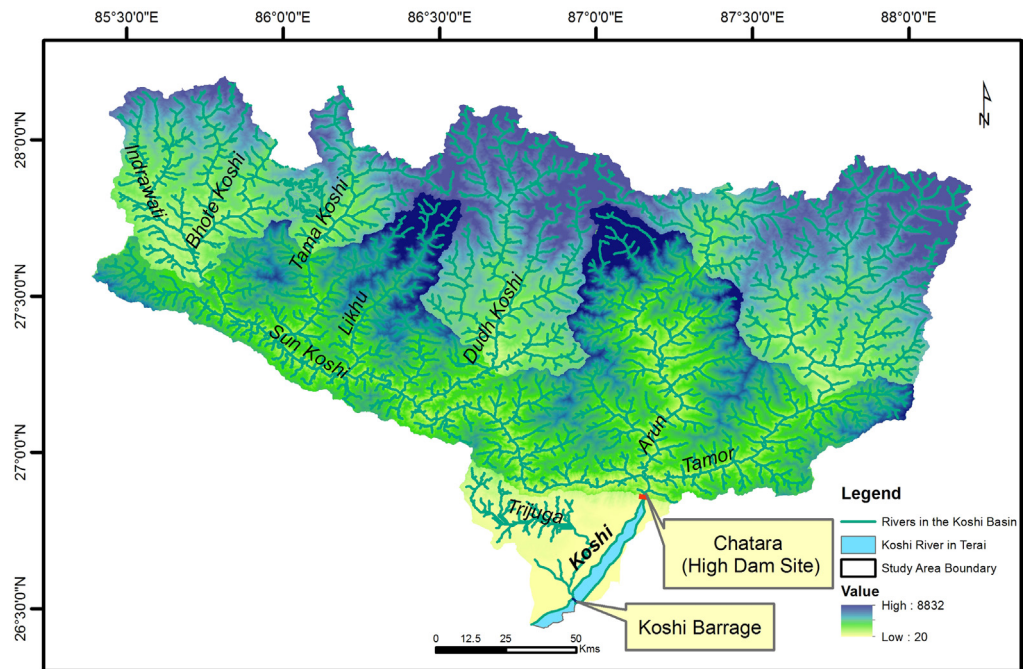 85°30'0"N
86°00'0"N
86°30'0"N
87°00'0"N
87°30'0"N
88°00'0"N
28°0'0"N
27°30'0"N
27°0'0"N
26°30'0"N
N
Indrawati
Bhote Koshi
Tama Koshi
Likhu
Sun Koshi
Dudh Koshi
Arun
Tamor
Trijuga
Koshi
Chatara
(High Dam Site)
Koshi Barrage
Legend
Rivers in the Koshi Basin
Koshi River in Terai
Study Area Boundary
Value
High : 8832
Low : 20
0 12.5 25 50
Kms